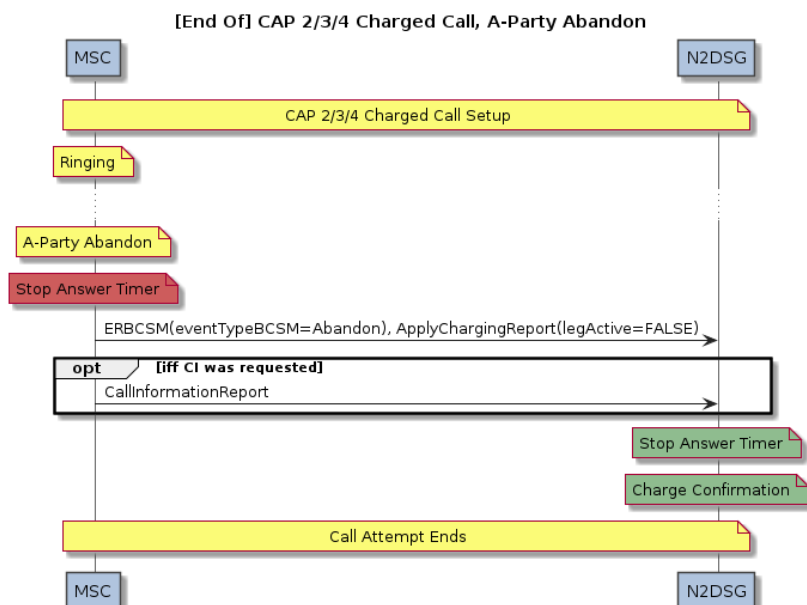 [End Of] CAP 2/3/4 Charged Call, A-Party Abandon
MSC
N2DSG
CAP 2/3/4 Charged Call Setup
Ringing
A-Party Abandon
Stop Answer Timer
ERBCSM(eventTypeBCSM=Abandon), ApplyChargingReport(legActive=FALSE)
opt [iff CI was requested]
CallInformationReport
Stop Answer Timer
Charge Confirmation
Call Attempt Ends
MSC
N2DSG